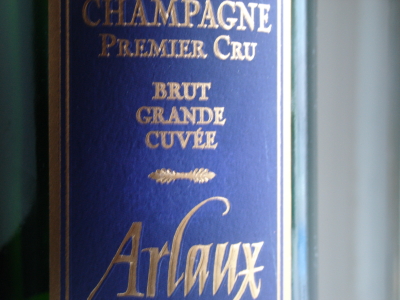 CHAMPAGNE
PREMIER CRU
BRUT
GRANDE
CUVÉE
Arlaux